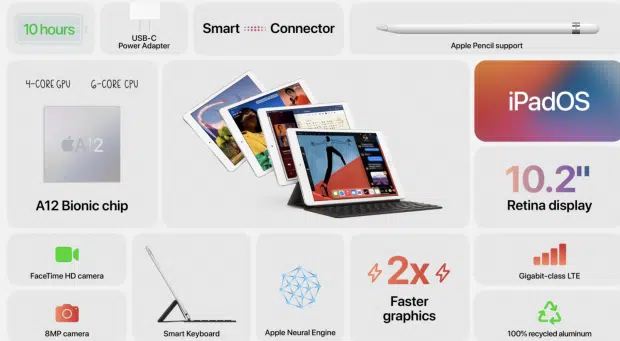 10 hours
USB-C
Power Adapter
Smart Connector
Apple Pencil support
4-CORE GPU 6-CORE CPU
A12
A12 Bionic chip
iPadOS
10.2"
Retina display
FaceTime HD camera
8MP camera
Smart Keyboard
Apple Neural Engine
2x
Faster
graphics
Gigabit-class LTE
100% recycled aluminum